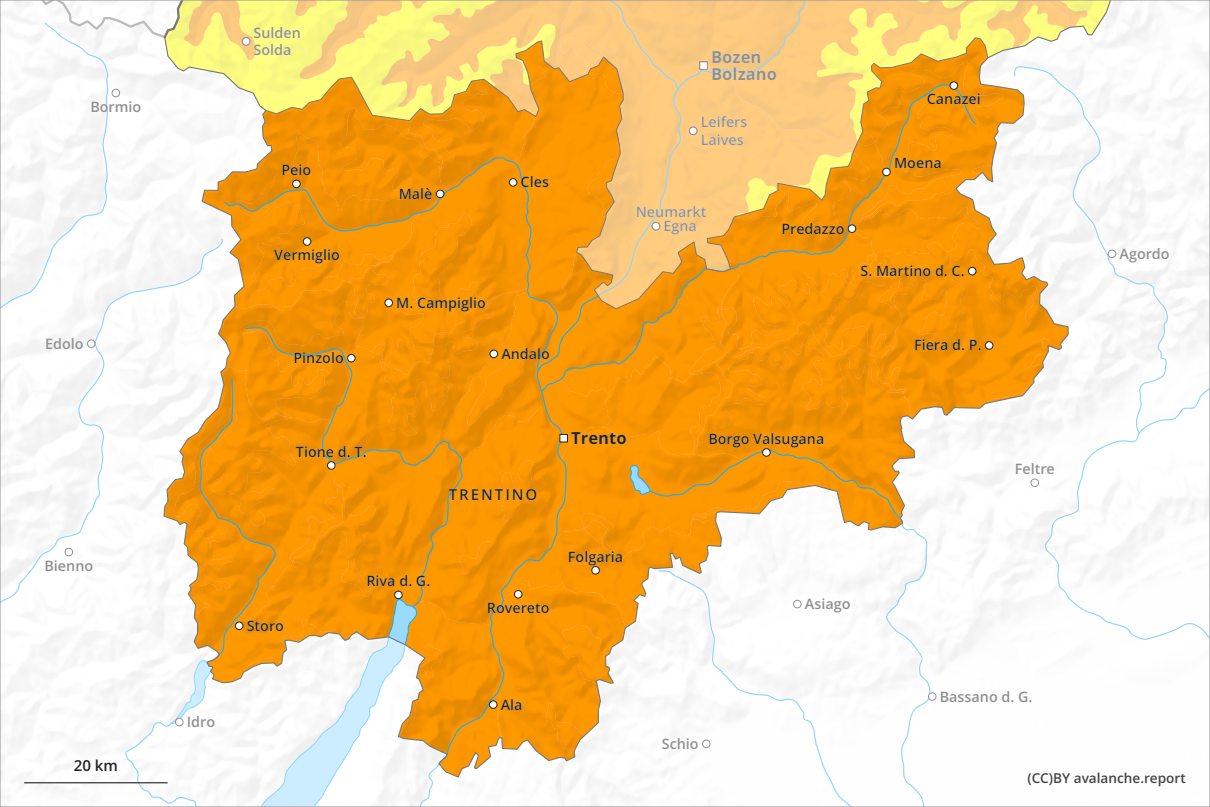 Sulden
Solda
Bozen
Bolzano
Bormio
Canazei
Leifers
Laives
Moena
Peio
Malè
Cles
Neumarkt
Egna
Predazzo
Vermiglio
Agordo
S. Martino d. C.
M. Campiglio
Edolo
Fiera d. P.
Pinzolo
Andalo
Trento
Borgo Valsugana
Tione d. T.
Feltre
TRENTINO
Folgaria
Bienno
Riva d. G.
Rovereto
Asiago
Storo
Bassano d. G.
Ala
Idro
Schio
20 km
(CC)BY avalanche.report